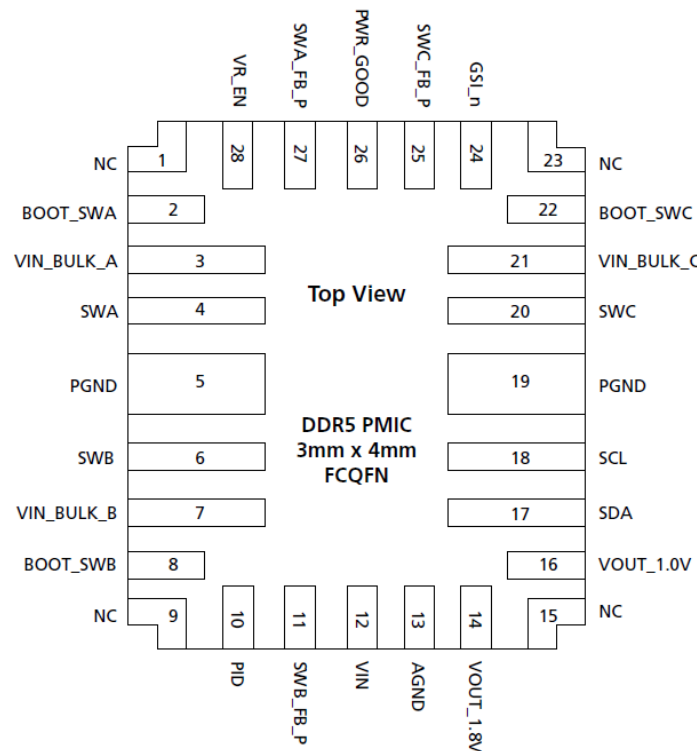 VR_EN
SWA_FB_P
PWR_GOOD
SWC_FB_P
GSI_n
28
27
26
25
24
NC 1
23 NC
BOOT_SWA 2
22 BOOT_SWC
VIN_BULK_A 3
21 VIN_BULK_C
Top View
SWA 4
20 SWC
PGND 5
19 PGND
DDR5 PMIC
3mm x 4mm
FCQFN
SWB 6
18 SCL
VIN_BULK_B 7
17 SDA
BOOT_SWB 8
16 VOUT_1.0V
NC 9
15 NC
10
11
12
13
14
PID
SWB_FB_P
VIN
AGND
VOUT_1.8V